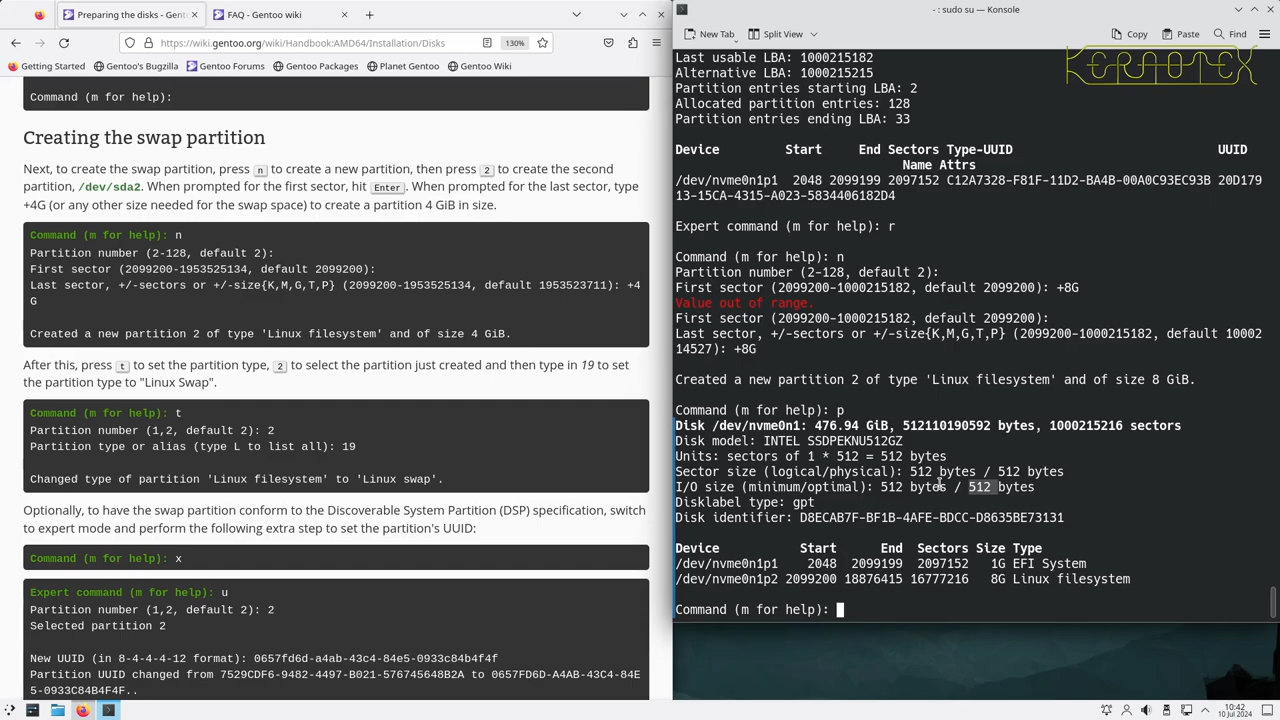 Preparing the disks - Gento
FAQ - Gentoo wiki
https://wiki.gentoo.org/wiki/Handbook:AMD64/Installation/Disks
130%
Getting Started
Gentoo's Bugzilla
Gentoo Forums
Gentoo Packages
Planet Gentoo
Gentoo Wiki
Command (m for help):
Creating the swap partition
Next, to create the swap partition, press n to create a new partition, then press 2 to create the second
partition, /dev/sda2. When prompted for the first sector, hit Enter. When prompted for the last sector, type
+4G (or any other size needed for the swap space) to create a partition 4 GiB in size.
Command (m for help): n
Partition number (2-128, default 2):
First sector (2099200-1953525134, default 2099200):
Last sector, +/-sectors or +/-size{K,M,G,T,P} (2099200-1953525134, default 1953523711): +4
G
Created a new partition 2 of type 'Linux filesystem' and of size 4 GiB.
After this, press t to set the partition type, 2 to select the partition just created and then type in 19 to set
the partition type to "Linux Swap".
Command (m for help): t
Partition number (1,2, default 2): 2
Partition type or alias (type L to list all): 19
Changed type of partition 'Linux filesystem' to 'Linux swap'.
Optionally, to have the swap partition conform to the Discoverable System Partition (DSP) specification, switch
to expert mode and perform the following extra step to set the partition's UUID:
Command (m for help): x
Expert command (m for help): u
Partition number (1,2, default 2): 2
Selected partition 2
New UUID (in 8-4-4-4-12 format): 0657fd6d-a4ab-43c4-84e5-0933c84b4f4f
Partition UUID changed from 7529CDF6-9482-4497-B021-576745648B2A to 0657FD6D-A4AB-43C4-84E
5-0933C84B4F4F..
- : sudo su — Konsole
New Tab
Split View
Copy
Paste
Find
KERAOTEX
Last usable LBA: 1000215182
Alternative LBA: 1000215215
Partition entries starting LBA: 2
Allocated partition entries: 128
Partition entries ending LBA: 33
Device Start End Sectors Type-UUID UUID
Name Attrs
/dev/nvme0n1p1 2048 2099199 2097152 C12A7328-F81F-11D2-BA4B-00A0C93EC93B 20D179
13-15CA-4315-A023-5834406182D4
Expert command (m for help): r
Command (m for help): n
Partition number (2-128, default 2):
First sector (2099200-1000215182, default 2099200): +8G
Value out of range.
First sector (2099200-1000215182, default 2099200):
Last sector, +/-sectors or +/-size{K,M,G,T,P} (2099200-1000215182, default 10002
14527): +8G
Created a new partition 2 of type 'Linux filesystem' and of size 8 GiB.
Command (m for help): p
Disk /dev/nvme0n1: 476.94 GiB, 512110190592 bytes, 1000215216 sectors
Disk model: INTEL SSDPEKNU512GZ
Units: sectors of 1 * 512 = 512 bytes
Sector size (logical/physical): 512 bytes / 512 bytes
I/O size (minimum/optimal): 512 bytes / 512 bytes
Disklabel type: gpt
Disk identifier: D8ECAB7F-BF1B-4AFE-BDCC-D8635BE73131
Device Start End Sectors Size Type
/dev/nvme0n1p1 2048 2099199 2097152 1G EFI System
/dev/nvme0n1p2 2099200 18876415 16777216 8G Linux filesystem
Command (m for help):
10:42
10 Jul 2024